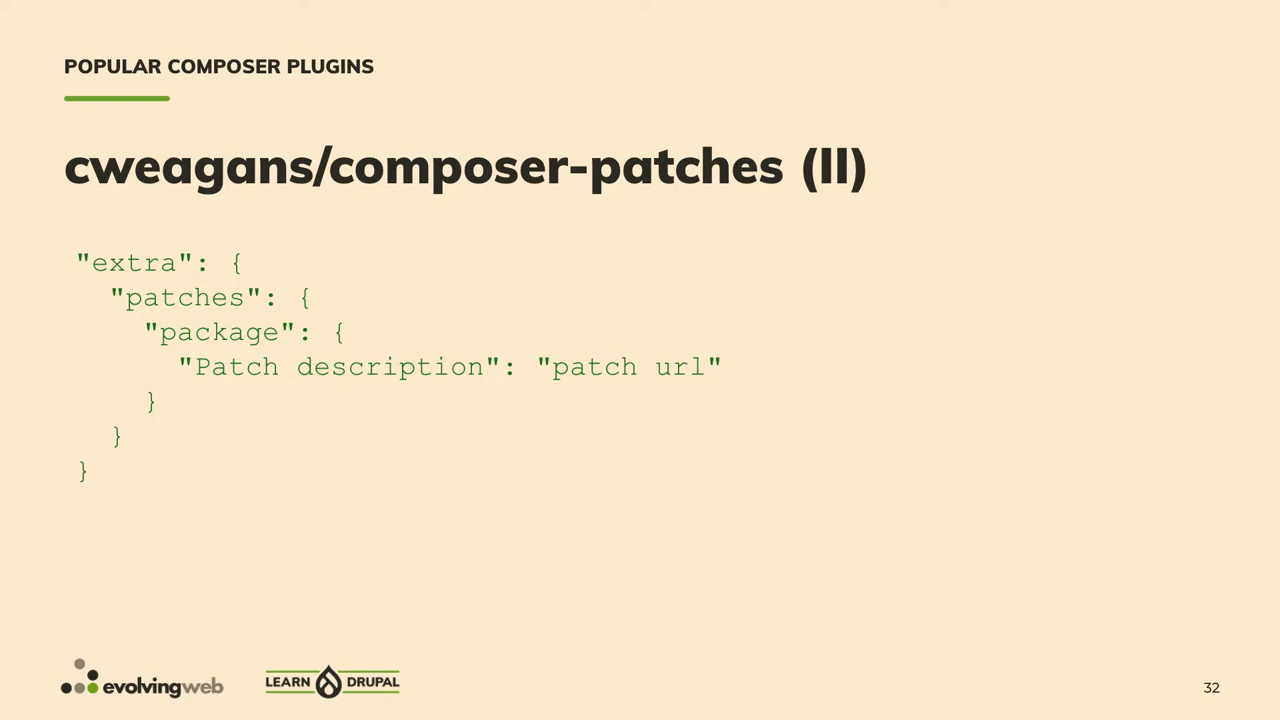 POPULAR COMPOSER PLUGINS
cweagans/composer-patches (II)
"extra": {
  "patches": {
    "package": {
      "Patch description": "patch url"
    }
  }
}
evolvingweb
LEARN DRUPAL
32